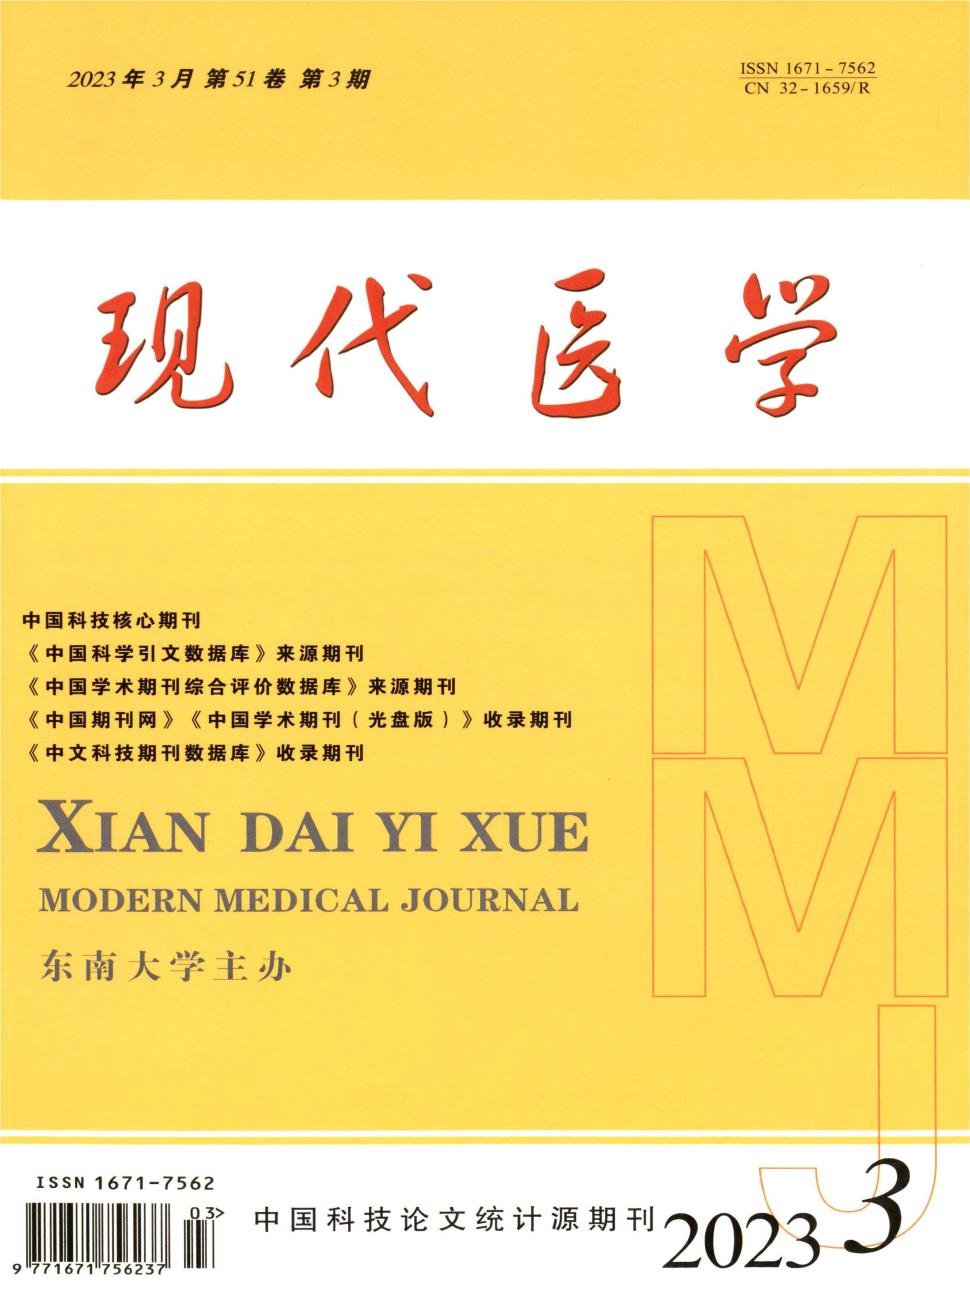 2023年3月 第51卷 第3期
ISSN 1671-7562
CN 32-1659/R
现代医学
中国科技核心期刊
《中国科学引文数据库》来源期刊
《中国学术期刊综合评价数据库》来源期刊
《中国期刊网》《中国学术期刊(光盘版)》收录期刊
《中文科技期刊数据库》收录期刊
XIAN DAI YI XUE
MODERN MEDICAL JOURNAL
东南大学主办
MMJ
ISSN 1671-7562
03>
9 771671 756237
中国科技论文统计源期刊
2023 3